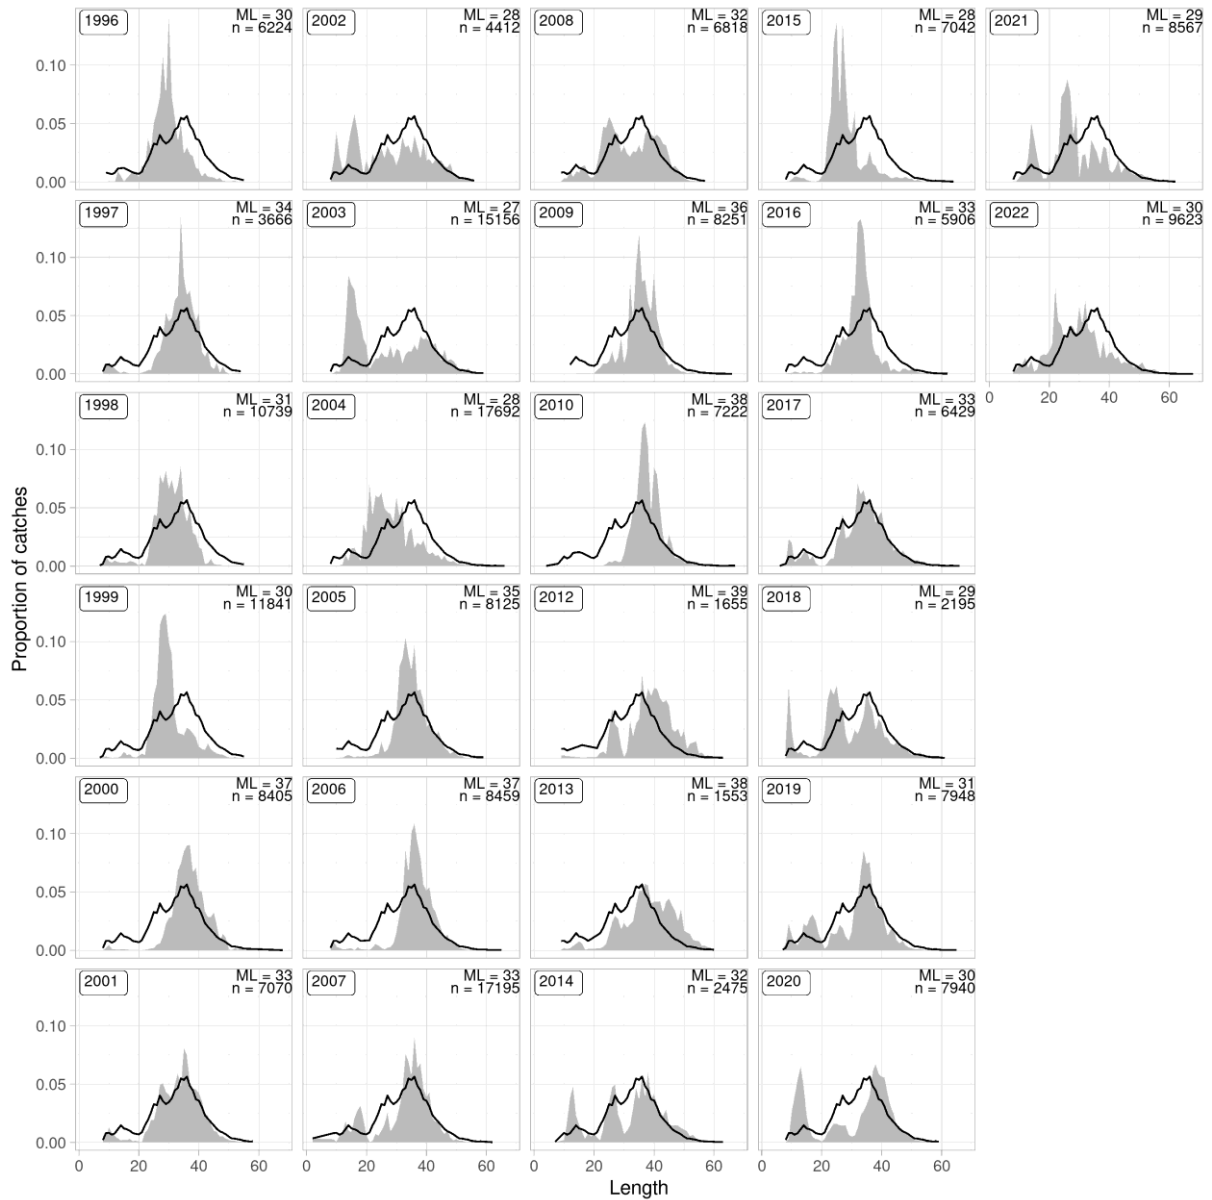 1996
ML = 30
n = 6224
2002
ML = 28
n = 4412
2008
ML = 32
n = 6818
2015
ML = 28
n = 7042
2021
ML = 29
n = 8567
0.10
0.05
0.00
1997
ML = 34
n = 3666
2003
ML = 27
n = 15156
2009
ML = 36
n = 8251
2016
ML = 33
n = 5906
2022
ML = 30
n = 9623
0.10
0.05
0.00
0 20 40 60
1998
ML = 31
n = 10739
2004
ML = 28
n = 17692
2010
ML = 38
n = 7222
2017
ML = 33
n = 6429
0.10
0.05
0.00
Proportion of catches
1999
ML = 30
n = 11841
2005
ML = 35
n = 8125
2012
ML = 39
n = 1655
2018
ML = 29
n = 2195
0.10
0.05
0.00
2000
ML = 37
n = 8405
2006
ML = 37
n = 8459
2013
ML = 38
n = 1553
2019
ML = 31
n = 7948
0.10
0.05
0.00
2001
ML = 33
n = 7070
2007
ML = 33
n = 17195
2014
ML = 32
n = 2475
2020
ML = 30
n = 7940
0.10
0.05
0.00
0 20 40 60 0 20 40 60 0 20 40 60 0 20 40 60
Length